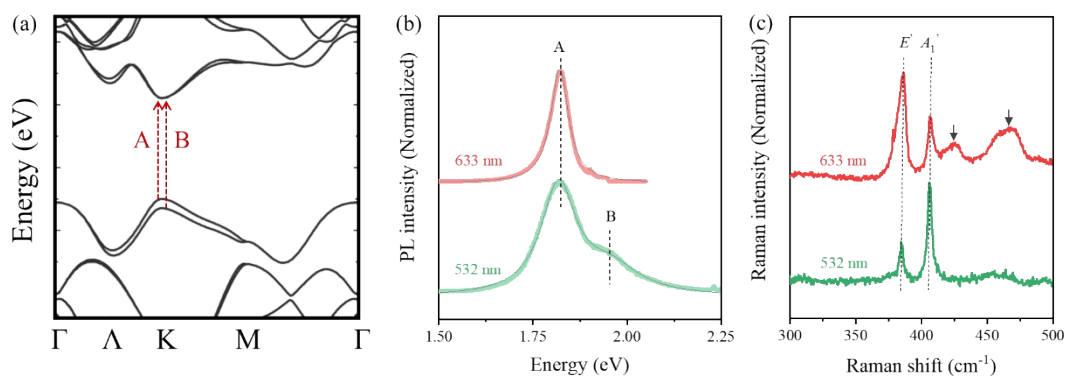 (a)
Energy (eV)
A
B
Γ Λ K M Γ
(b)
PL intensity (Normalized)
A
633 nm
B
532 nm
1.50 1.75 2.00 2.25
Energy (eV)
(c)
Raman intensity (Normalized)
E' A₁'
633 nm
532 nm
300 350 400 450 500
Raman shift (cm⁻¹)